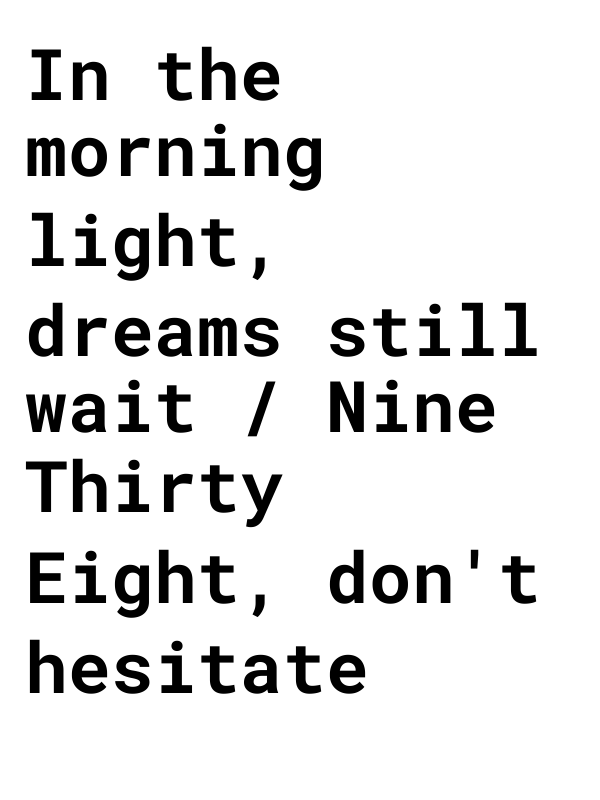 In the
morning
light,
dreams still
wait / Nine
Thirty
Eight, don't
hesitate